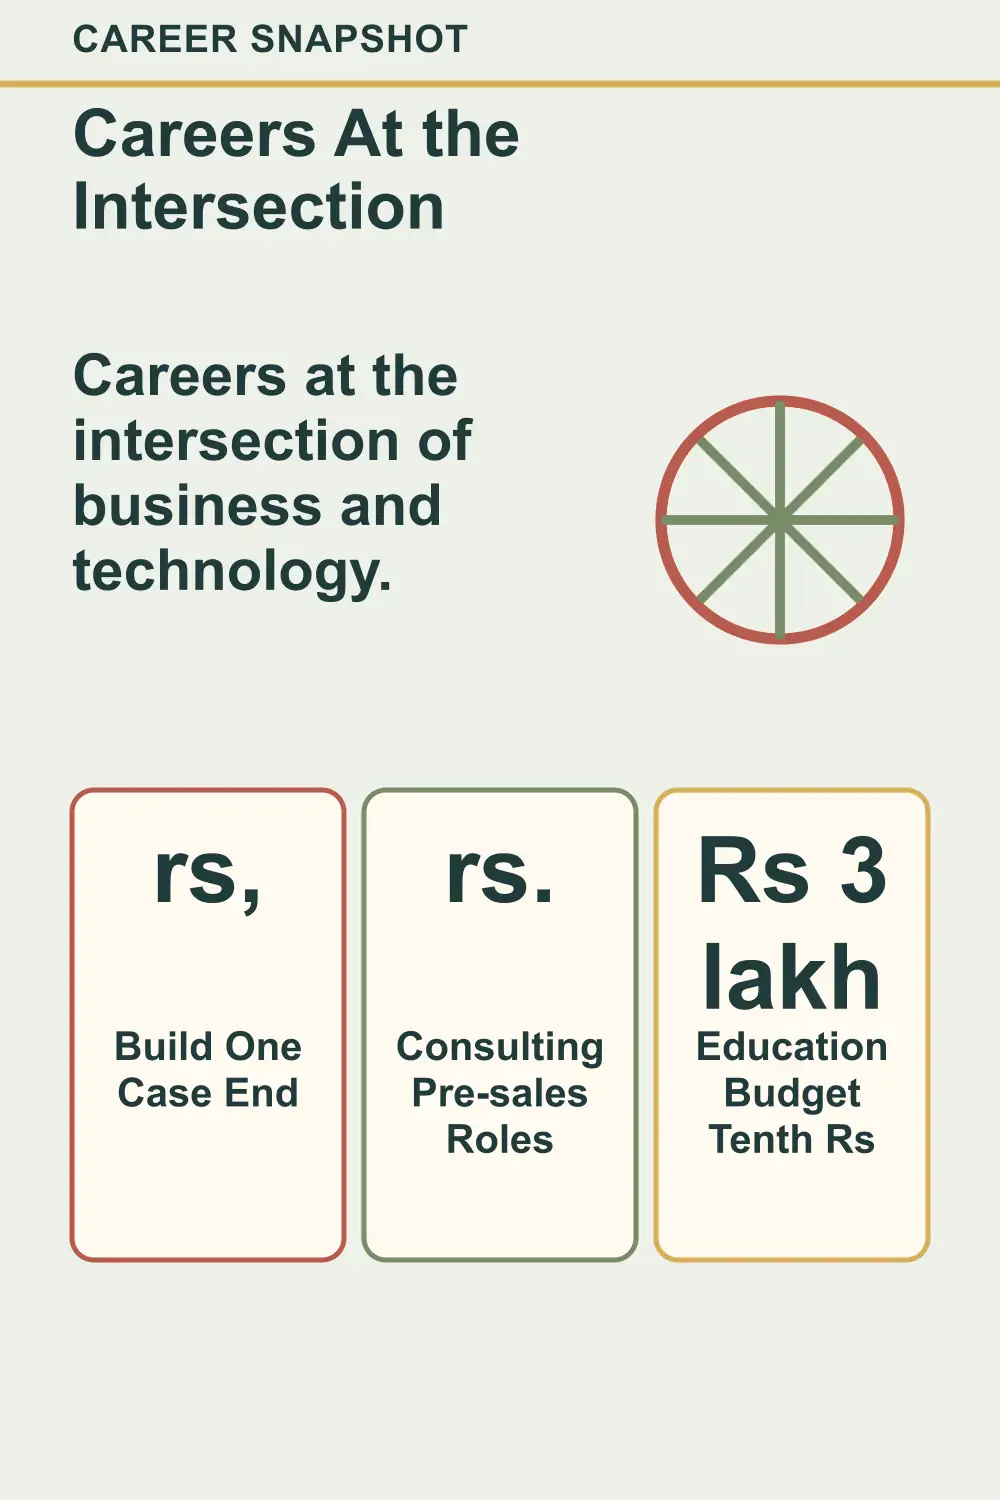 CAREER SNAPSHOT
Careers At the
Intersection
Careers at the
intersection of
business and
technology.
rs,
Build One
Case End
rs.
Consulting
Pre-sales
Roles
Rs 3
lakh
Education
Budget
Tenth Rs